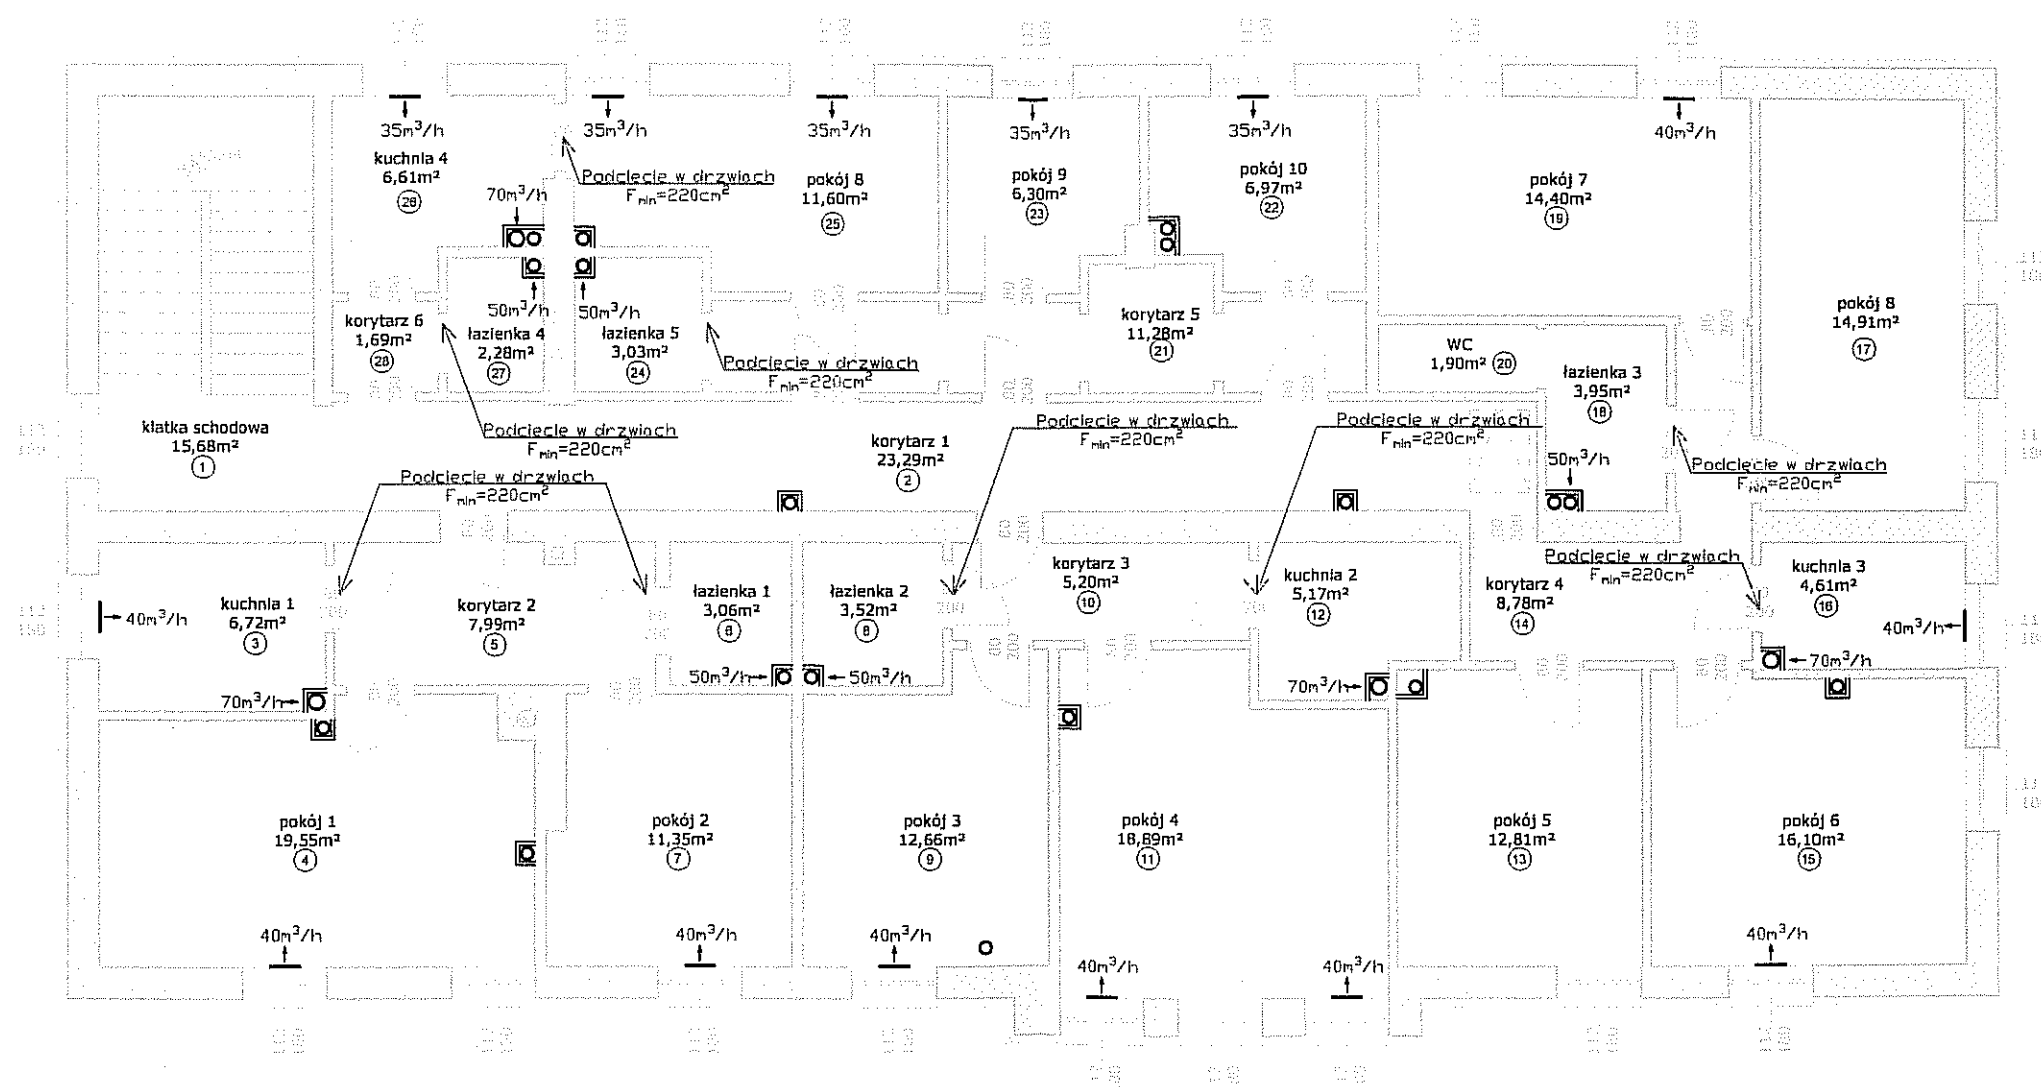 35m³/h
35m³/h
35m³/h
35m³/h
35m³/h
40m³/h
kuchnia 4
6,61m²
26
Podcięcie w drzwiach
Fmin=220cm²
70m³/h
pokój 8
11,60m²
25
pokój 9
6,30m²
23
pokój 10
6,97m²
22
pokój 7
14,40m²
19
pokój 8
14,91m²
17
50m³/h
50m³/h
korytarz 6
1,69m²
28
łazienka 4
2,28m²
27
łazienka 5
3,03m²
24
Podcięcie w drzwiach
Fmin=220cm²
korytarz 5
11,28m²
21
WC
1,90m²
20
łazienka 3
3,95m²
18
klatka schodowa
15,68m²
1
Podcięcie w drzwiach
Fmin=220cm²
korytarz 1
23,29m²
2
Podcięcie w drzwiach
Fmin=220cm²
Podcięcie w drzwiach
Fmin=220cm²
50m³/h
Podcięcie w drzwiach
Fmin=220cm²
Podcięcie w drzwiach
Fmin=220cm²
Podcięcie w drzwiach
Fmin=220cm²
40m³/h
kuchnia 1
6,72m²
3
korytarz 2
7,99m²
5
łazienka 1
3,06m²
6
łazienka 2
3,52m²
8
korytarz 3
5,20m²
10
kuchnia 2
5,17m²
12
korytarz 4
8,78m²
14
kuchnia 3
4,61m²
16
40m³/h
70m³/h
50m³/h
50m³/h
70m³/h
70m³/h
pokój 1
19,55m²
4
pokój 2
11,35m²
7
pokój 3
12,66m²
9
pokój 4
18,89m²
11
pokój 5
12,81m²
13
pokój 6
16,10m²
15
40m³/h
40m³/h
40m³/h
40m³/h
40m³/h
40m³/h